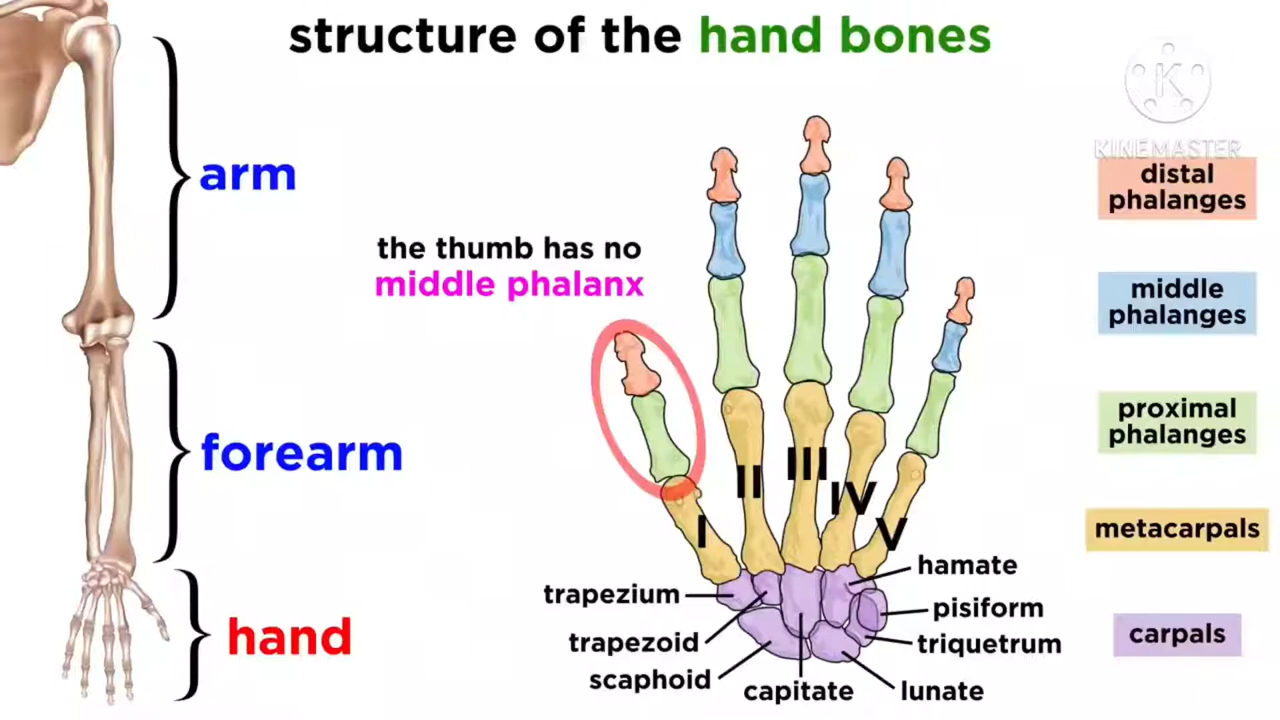 structure of the hand bones
K
KINEMASTER
arm
forearm
hand
the thumb has no
middle phalanx
I
II
III
IV
V
trapezium
trapezoid
scaphoid
capitate
lunate
triquetrum
pisiform
hamate
distal
phalanges
middle
phalanges
proximal
phalanges
metacarpals
carpals